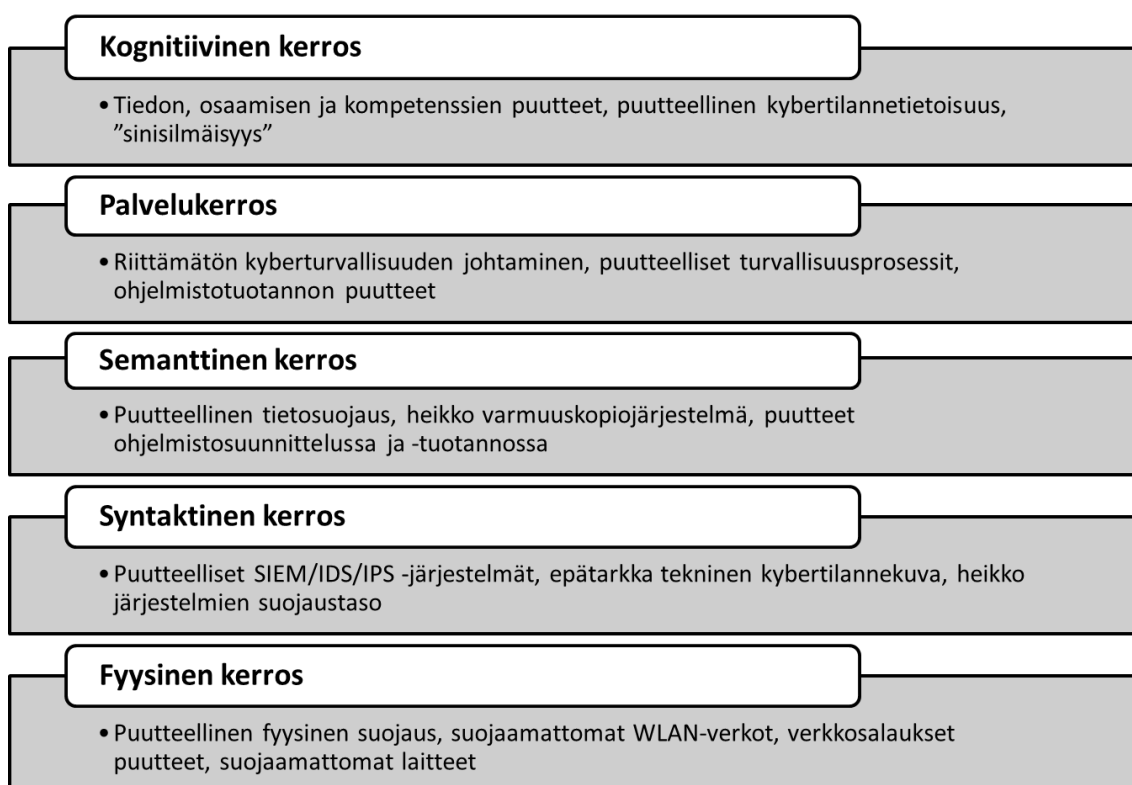 Kognitiivinen kerros
• Tiedon, osaamisen ja kompetenssien puutteet, puutteellinen kybertilannetietoisuus,
”sinisilmäisyys”
Palvelukerros
• Riittämätön kyberturvallisuuden johtaminen, puutteelliset turvallisuusprosessit,
ohjelmistotuotannon puutteet
Semanttinen kerros
• Puutteellinen tietosuojaus, heikko varmuuskopiojärjestelmä, puutteet
ohjelmistosuunnittelussa ja -tuotannossa
Syntaktinen kerros
• Puutteelliset SIEM/IDS/IPS -järjestelmät, epätarkka tekninen kybertilannekuva, heikko
järjestelmien suojaustaso
Fyysinen kerros
• Puutteellinen fyysinen suojaus, suojaamattomat WLAN-verkot, verkkosalaukset
puutteet, suojaamattomat laitteet